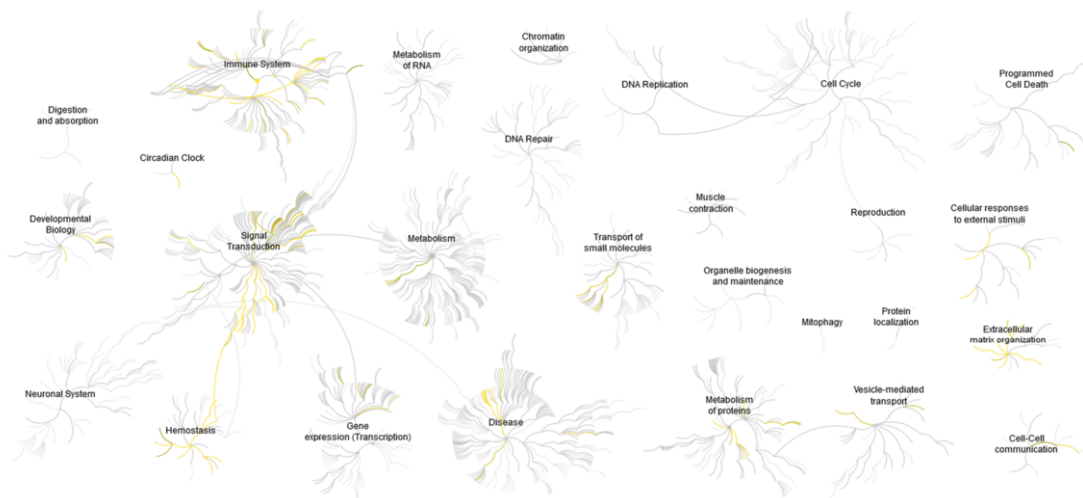 Immune System
Metabolism
of RNA
Chromatin
organization
DNA Replication
Cell Cycle
Programmed
Cell Death
Digestion
and absorption
Circadian Clock
DNA Repair
Developmental
Biology
Signal
Transduction
Metabolism
Transport of
small molecules
Muscle
contraction
Reproduction
Cellular responses
to external stimuli
Organelle biogenesis
and maintenance
Mitophagy
Protein
localization
Extracellular
matrix organization
Neuronal System
Hemostasis
Gene
expression (Transcription)
Disease
Metabolism
of proteins
Vesicle-mediated
transport
Cell-Cell
communication